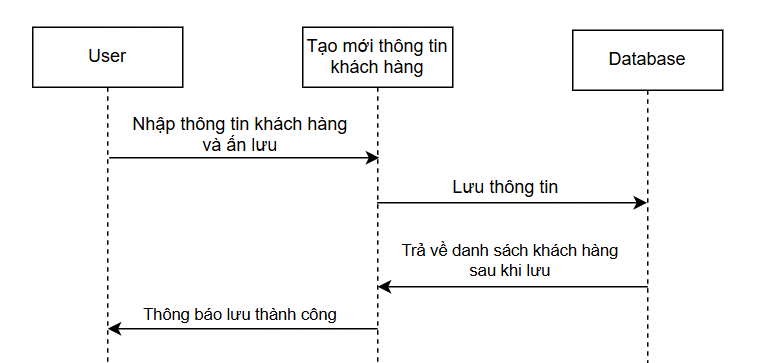 User
Tạo mới thông tin
khách hàng
Database
Nhập thông tin khách hàng
và ấn lưu
Lưu thông tin
Trả về danh sách khách hàng
sau khi lưu
Thông báo lưu thành công